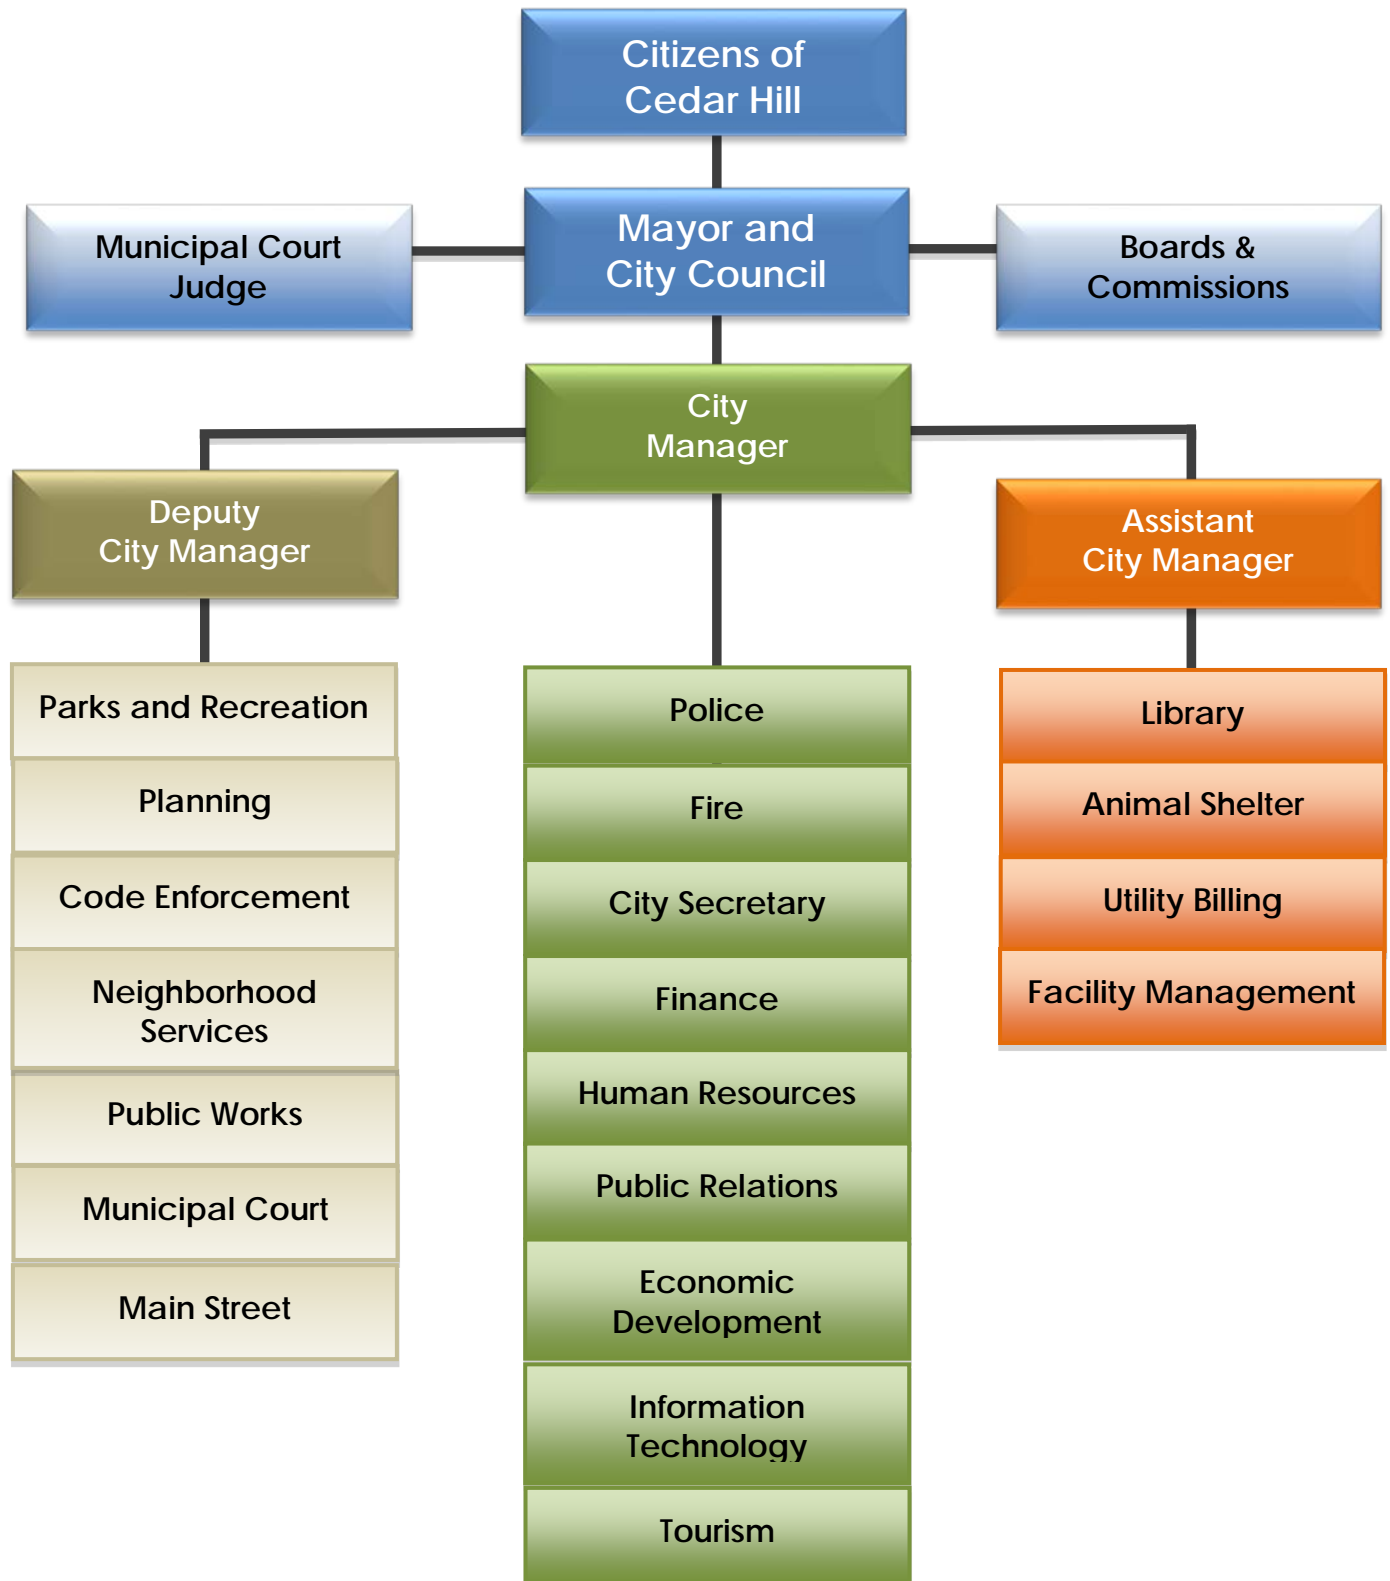 Citizens of
Cedar Hill
Mayor and
City Council
Municipal Court
Judge
Boards &
Commissions
City
Manager
Deputy
City Manager
Assistant
City Manager
Parks and Recreation
Planning
Code Enforcement
Neighborhood
Services
Public Works
Municipal Court
Main Street
Police
Fire
City Secretary
Finance
Human Resources
Public Relations
Economic
Development
Information
Technology
Tourism
Library
Animal Shelter
Utility Billing
Facility Management